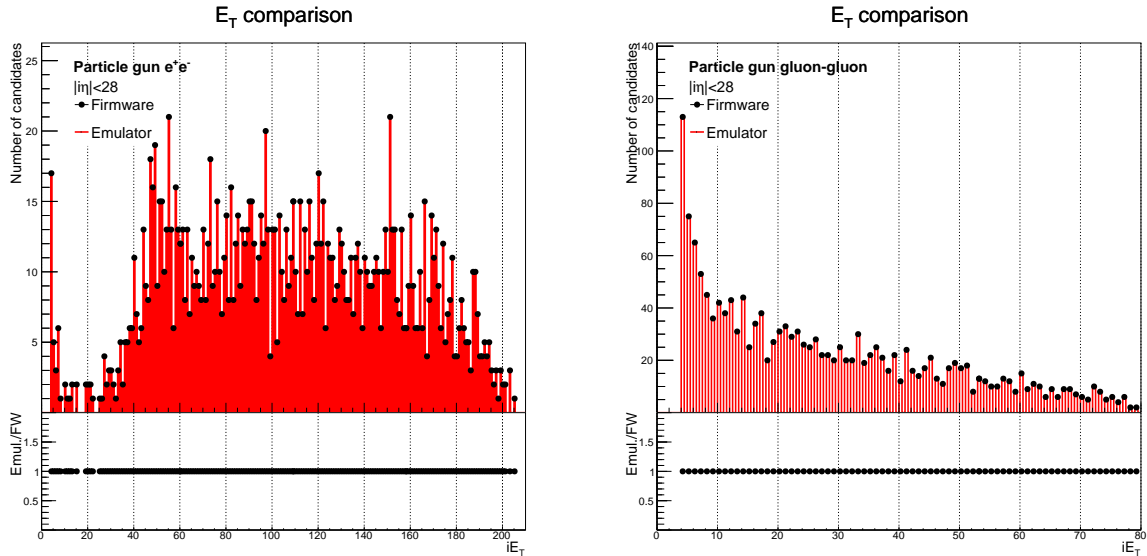 E_T comparison
Number of candidates
25
20
15
10
5
Particle gun e⁺e⁻
|iη|<28
Firmware
Emulator
Emul./FW
1.5
1
0.5
0 20 40 60 80 100 120 140 160 180 200
iE_T
E_T comparison
Number of candidates
140
120
100
80
60
40
20
Particle gun gluon-gluon
|iη|<28
Firmware
Emulator
Emul./FW
1.5
1
0.5
0 10 20 30 40 50 60 70
iE_T